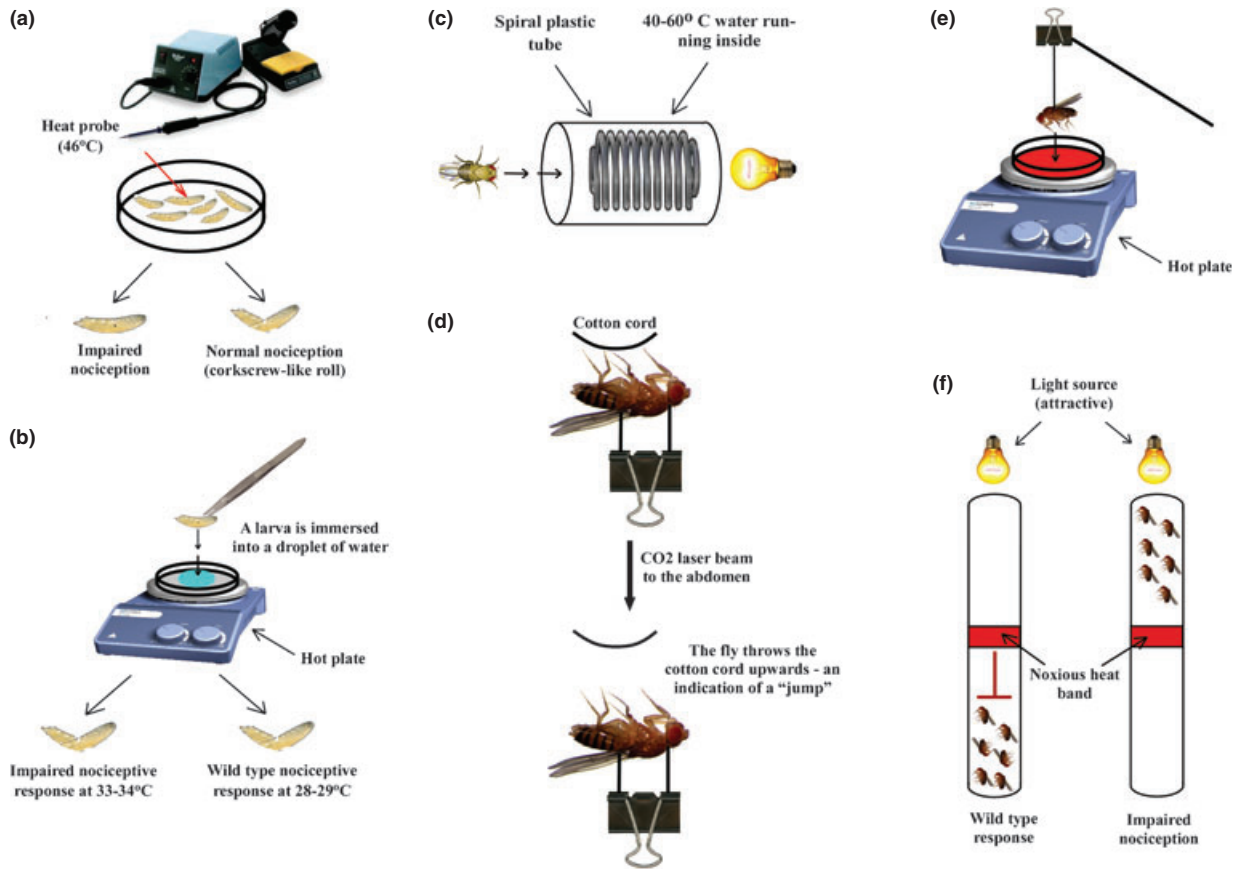 (a)
Heat probe
(46ºC)
Impaired
nociception
Normal nociception
(corkscrew-like roll)
(b)
A larva is immersed
into a droplet of water
Hot plate
Impaired nociceptive
response at 33-34ºC
Wild type nociceptive
response at 28-29ºC
(c)
Spiral plastic
tube
40-60º C water run-
ning inside
(d)
Cotton cord
CO2 laser beam
to the abdomen
The fly throws the
cotton cord upwards - an
indication of a “jump”
(e)
Hot plate
(f)
Light source
(attractive)
Noxious heat
band
Wild type
response
Impaired
nociception